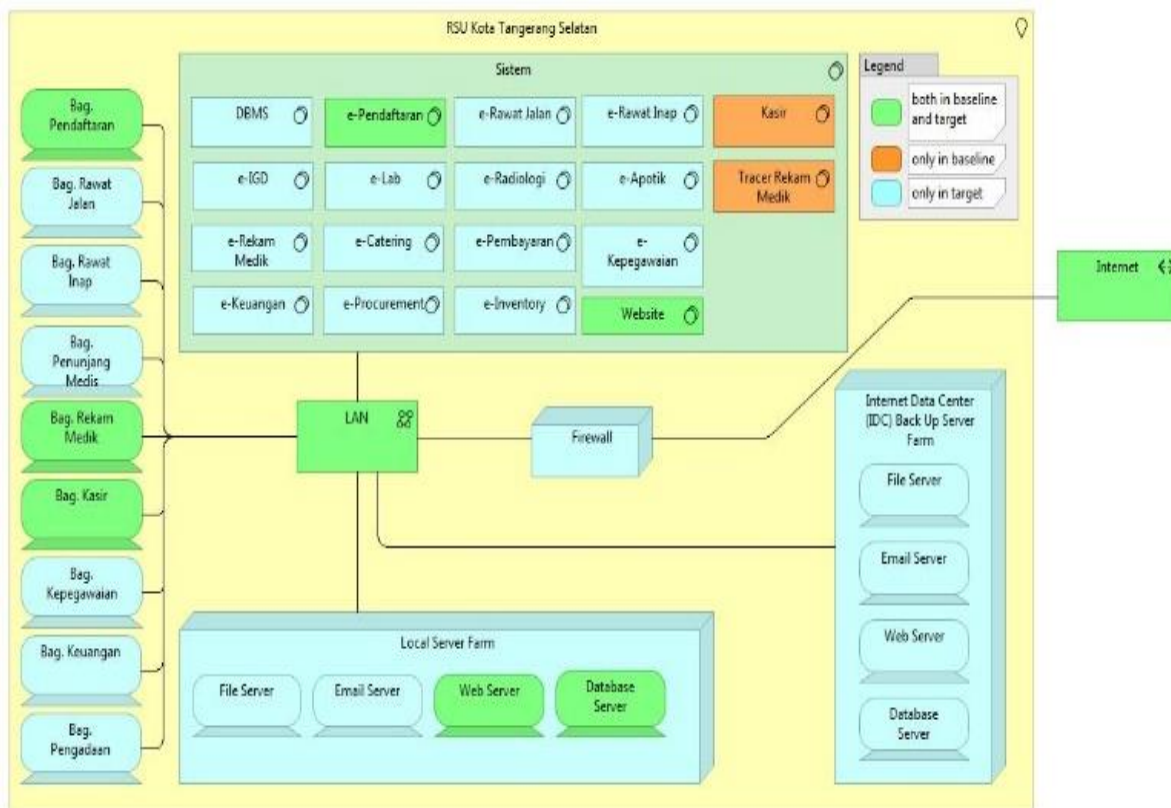 RSU Kota Tangerang Selatan
Sistem
DBMS
e-Pendaftaran
e-Rawat Jalan
e-Rawat Inap
Kasir
e-IGD
e-Lab
e-Radiologi
e-Apotik
Tracer Rekam
Medik
e-Rekam
Medik
e-Catering
e-Pembayaran
e-
Kepegawaian
e-Keuangan
e-Procurement
e-Inventory
Website
Legend
both in baseline
and target
only in baseline
only in target
Bag.
Pendaftaran
Bag. Rawat
Jalan
Bag. Rawat
Inap
Bag.
Penunjang
Medis
Bag. Rekam
Medik
Bag. Kasir
Bag.
Kepegawaian
Bag. Keuangan
Bag.
Pengadaan
LAN
Firewall
Internet
Internet Data Center
(IDC) Back Up Server
Farm
File Server
Email Server
Web Server
Database
Server
Local Server Farm
File Server
Email Server
Web Server
Database
Server